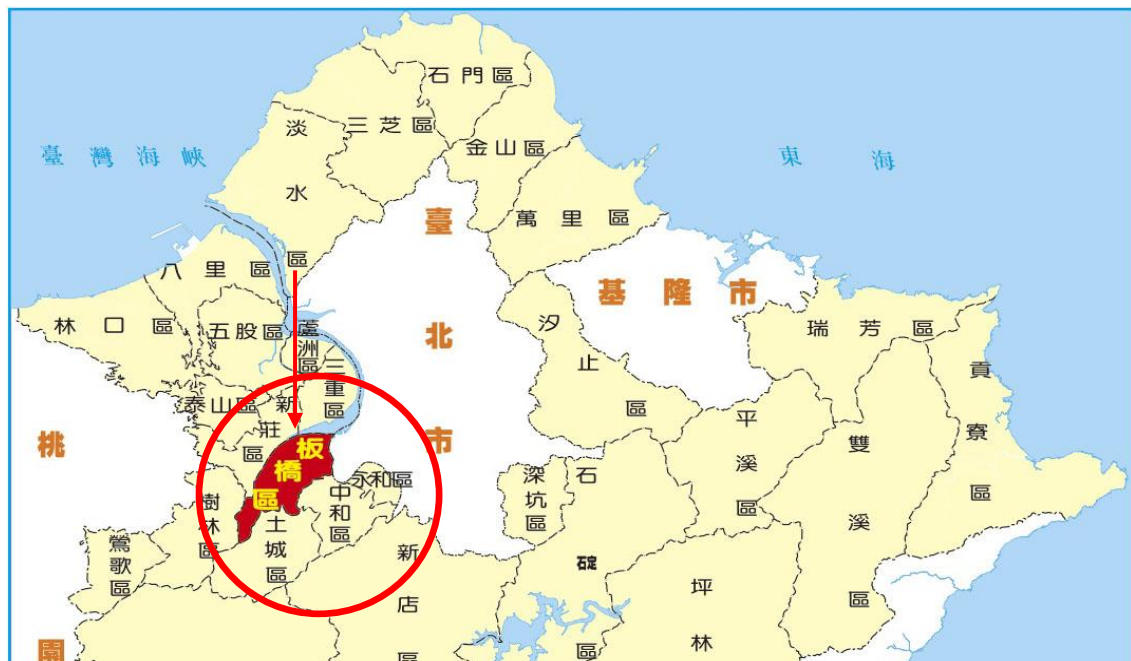 石門區
三芝區
淡水區
金山區
臺灣海峽
東海
萬里區
臺北市
八里區
基隆市
林口區
五股區
蘆洲區
汐止區
瑞芳區
三重區
貢寮區
泰山區
新莊區
桃園
板橋區
平溪區
雙溪區
永和區
深坑區
石碇區
樹林區
中和區
土城區
鶯歌區
新店區
坪林